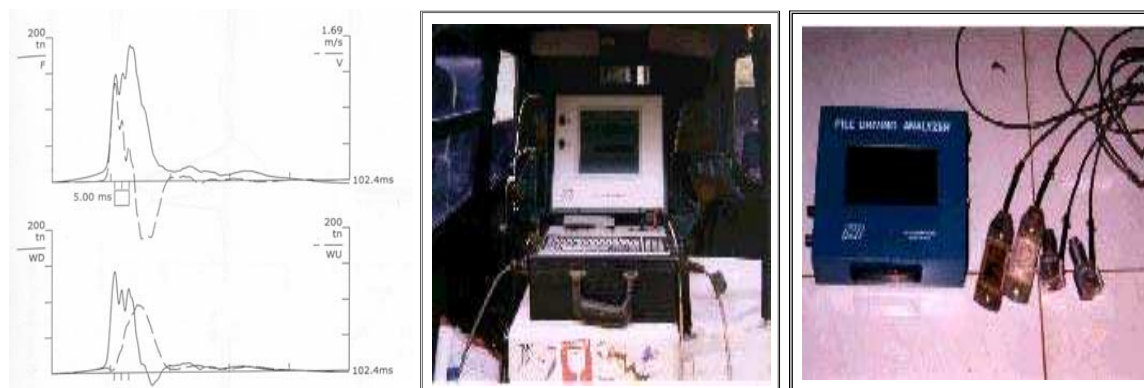 200
tn
F
1.69
m/s
V
102.4ms
5.00 ms
200
tn
WD
200
tn
WU
102.4ms
PILE DRIVING ANALYZER